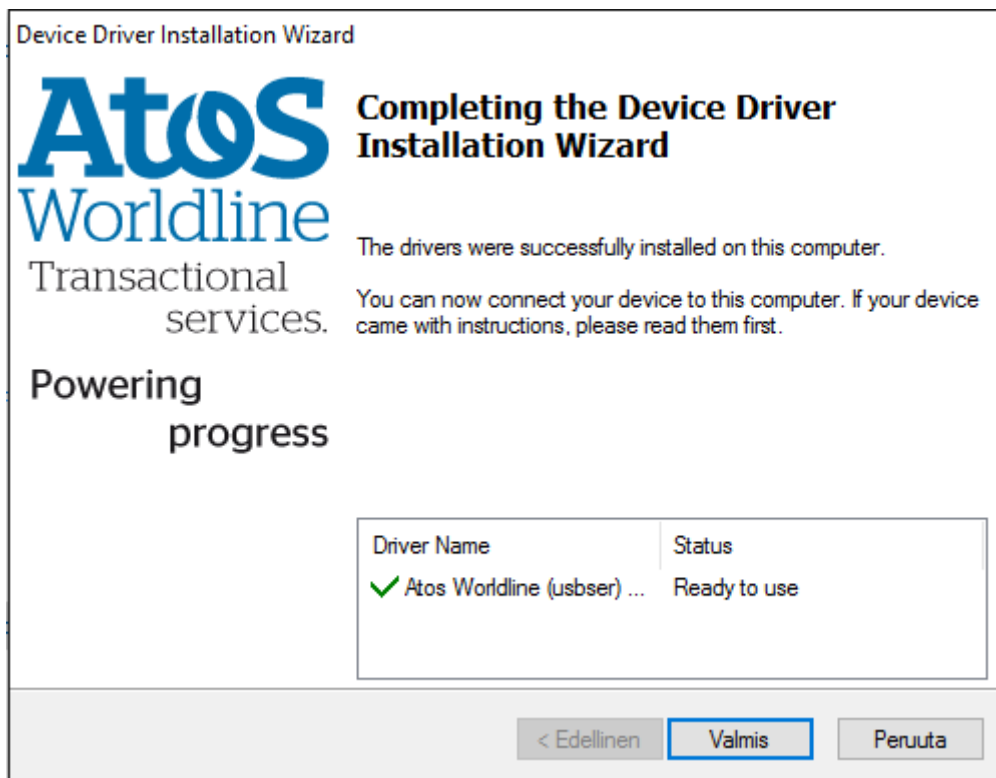 Device Driver Installation Wizard
Atos
Worldline
Transactional
services.
Powering
progress
Completing the Device Driver
Installation Wizard
The drivers were successfully installed on this computer.
You can now connect your device to this computer. If your device
came with instructions, please read them first.
Driver Name Status
Atos Worldline (usbser) ... Ready to use
< Edellinen Valmis Peruuta